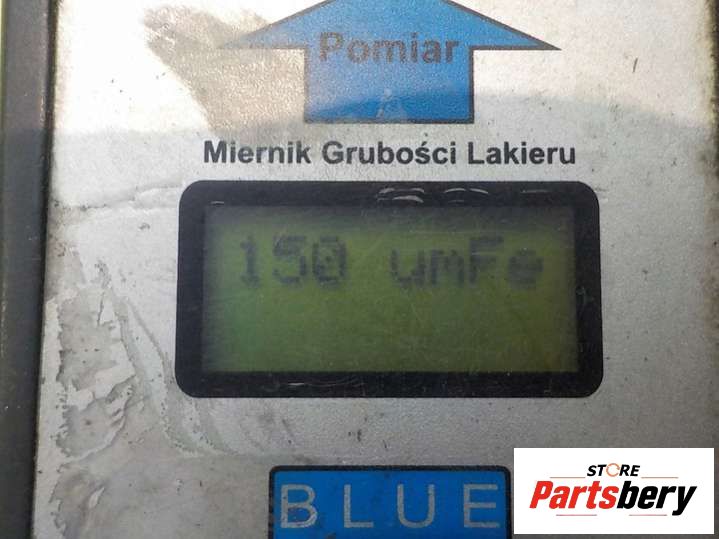 Pomiar
Miernik Grubości Lakieru
150 umFe
BLUE
STORE
Partsbery